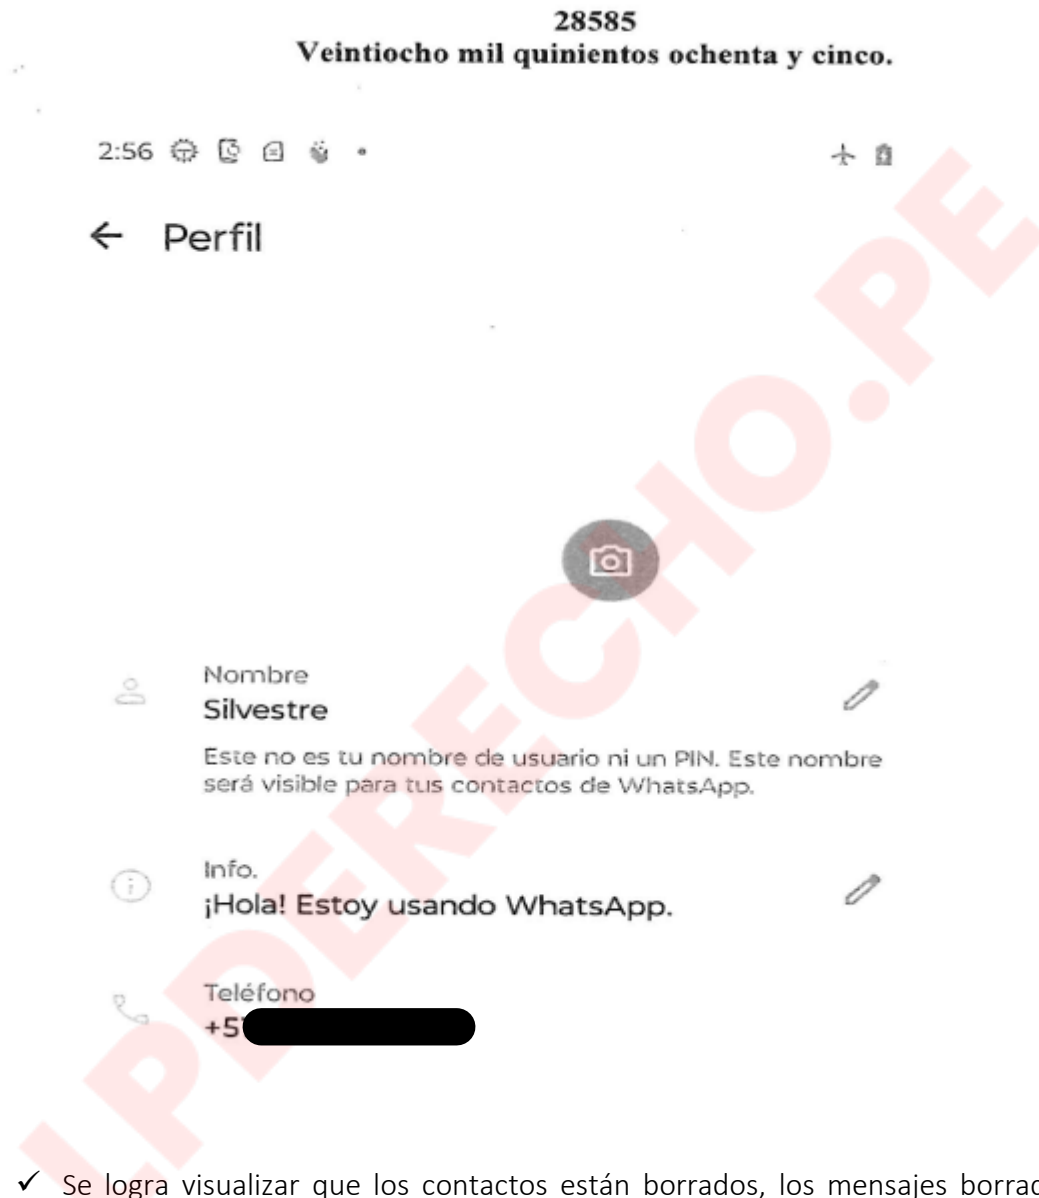 28585
Veintiocho mil quinientos ochenta y cinco.
2:56
Perfil
Nombre
Silvestre
Este no es tu nombre de usuario ni un PIN. Este nombre
será visible para tus contactos de WhatsApp.
Info.
¡Hola! Estoy usando WhatsApp.
Teléfono
+5
✓ Se logra visualizar que los contactos están borrados, los mensajes borrad
LPDERECHO.PE